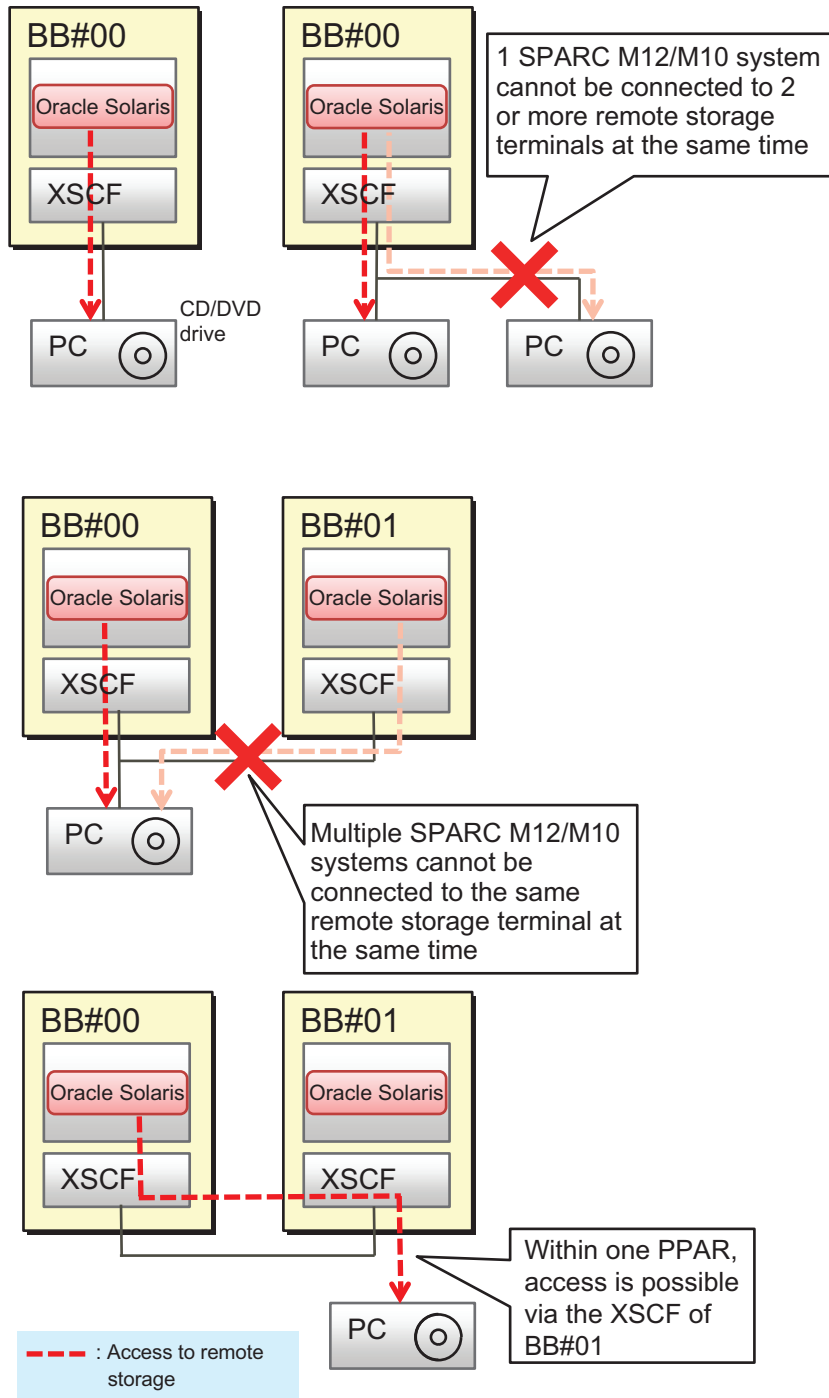 BB#00
Oracle Solaris
XSCF
PC
CD/DVD
drive
BB#00
Oracle Solaris
XSCF
PC
PC
1 SPARC M12/M10 system
cannot be connected to 2
or more remote storage
terminals at the same time
BB#00
Oracle Solaris
XSCF
PC
BB#01
Oracle Solaris
XSCF
Multiple SPARC M12/M10
systems cannot be
connected to the same
remote storage terminal at
the same time
BB#00
Oracle Solaris
XSCF
BB#01
Oracle Solaris
XSCF
PC
Within one PPAR,
access is possible
via the XSCF of
BB#01
: Access to remote
storage